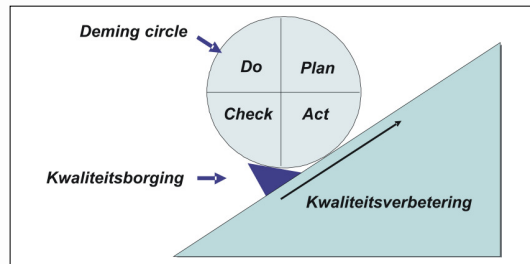 Deming circle
Do
Plan
Check
Act
Kwaliteitsborging
Kwaliteitsverbetering